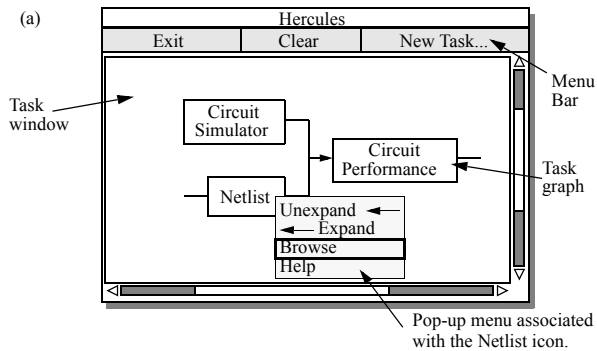 (a)
Hercules
Exit
Clear
New Task...
Menu
Bar
Task
window
Circuit
Simulator
Circuit
Performance
Task
graph
Netlist
Unexpand
Expand
Browse
Help
Pop-up menu associated
with the Netlist icon.